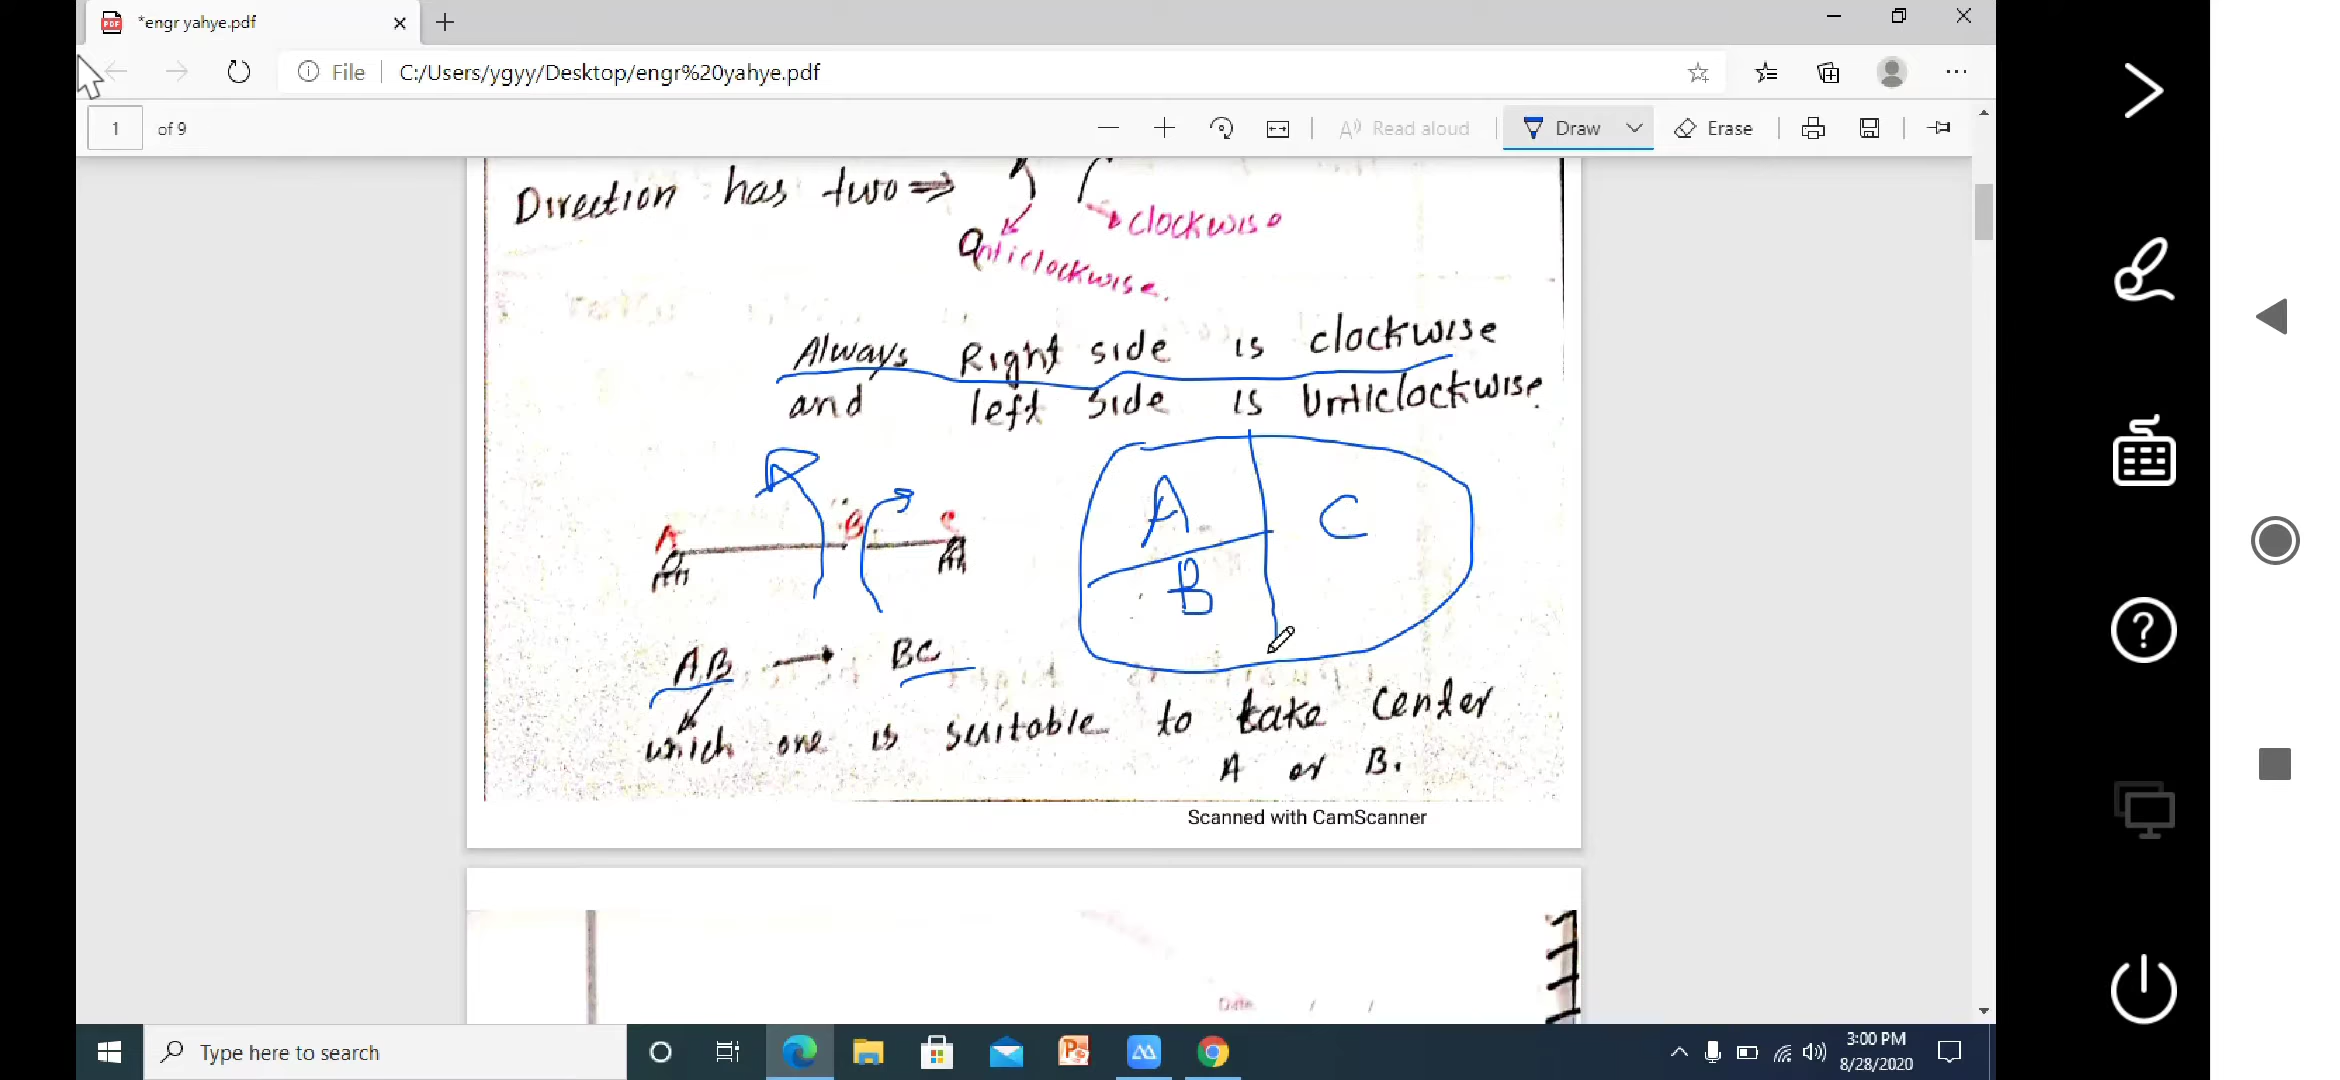 *engr yahye.pdf
File C:/Users/ygyy/Desktop/engr%20yahye.pdf
1 of 9 Read aloud Draw Erase
Direction has two ⇒
clockwise
anticlockwise.
Always Right side is clockwise
and left side is Unticlockwise.
A B C
A C
B
AB → BC
which one is suitable to take center
A or B.
Scanned with CamScanner
Date / /
Type here to search
3:00 PM
8/28/2020